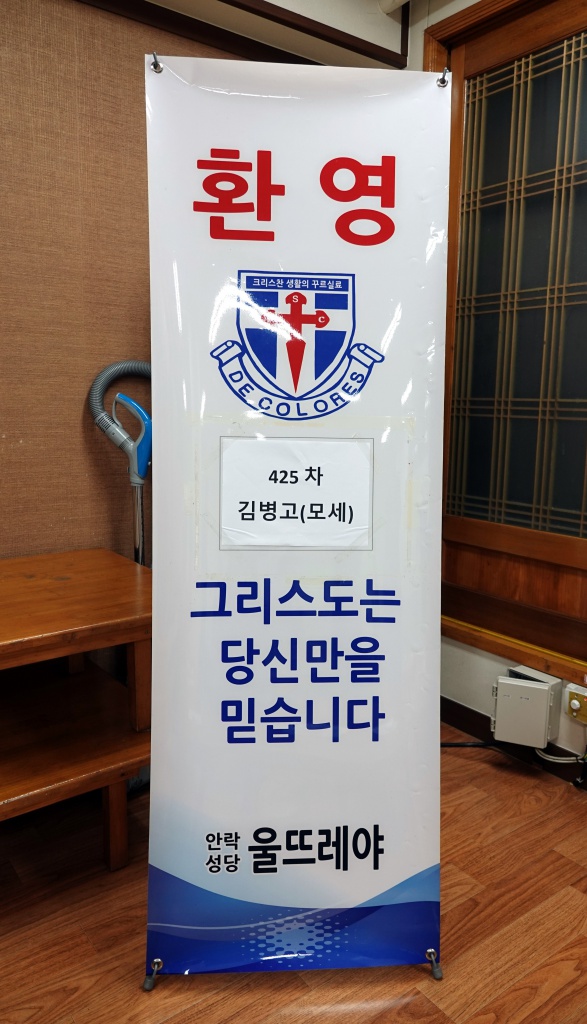 환 영
크리스찬 생활의 꾸르실료
S
C
DE COLORES
425 차
김병고(모세)
그리스도는
당신만을
믿습니다
안락
성당 울뜨레야